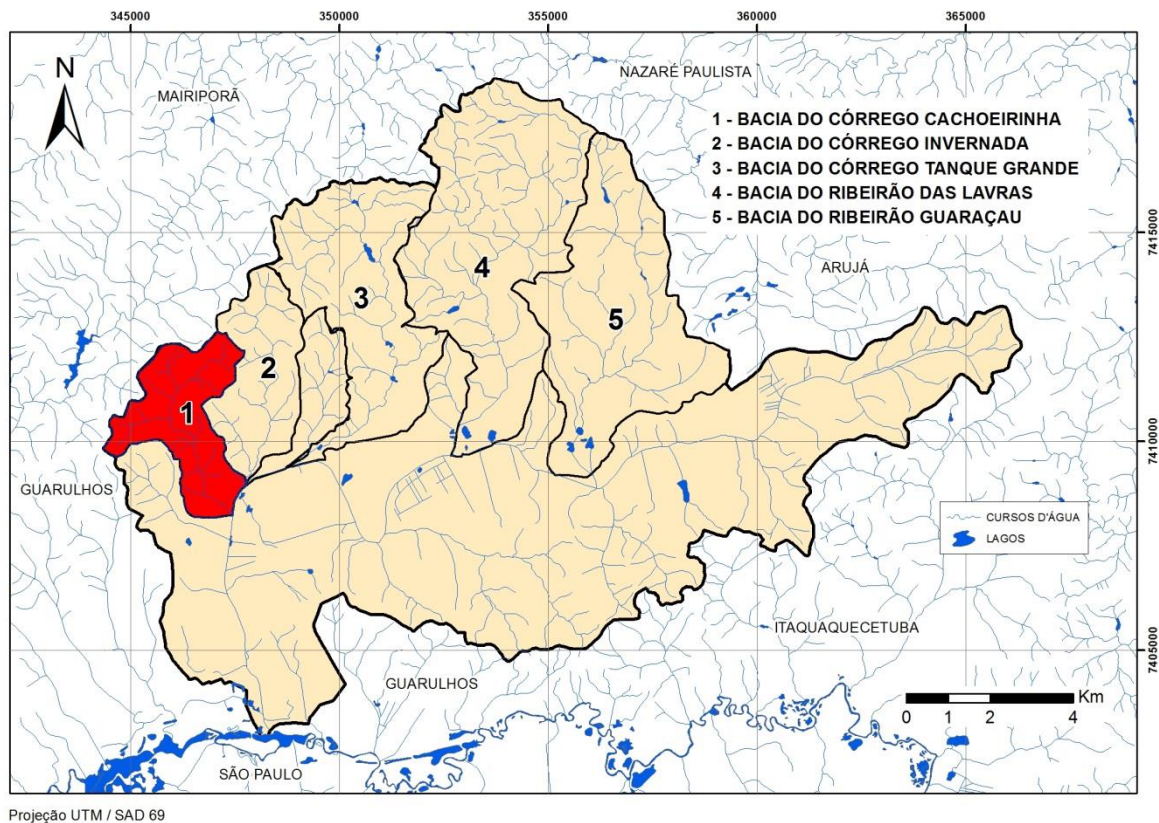 345000
350000
355000
360000
365000
N
MAIRIPORÃ
NAZARÉ PAULISTA
1 - BACIA DO CÓRREGO CACHOEIRINHA
2 - BACIA DO CÓRREGO INVERNADA
3 - BACIA DO CÓRREGO TANQUE GRANDE
4 - BACIA DO RIBEIRÃO DAS LAVRAS
5 - BACIA DO RIBEIRÃO GUARAÇAU
7415000
ARUJÁ
4
3
5
2
1
7410000
GUARULHOS
CURSOS D'ÁGUA
LAGOS
ITAQUAQUECETUBA
7405000
GUARULHOS
Km
0 1 2 4
SÃO PAULO
Projeção UTM / SAD 69